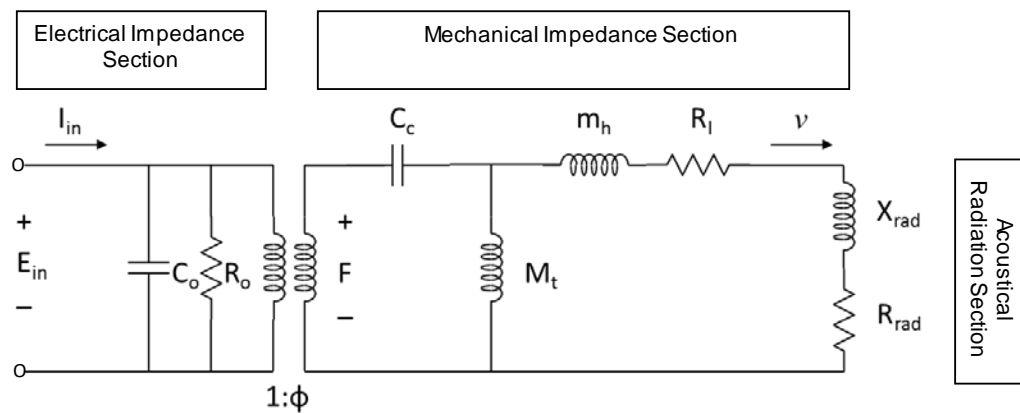 Electrical Impedance
Section
Mechanical Impedance Section
I_in
C_c
m_h
R_l
v
+
E_in
–
C_o
R_o
+
F
–
M_t
X_rad
R_rad
Acoustical
Radiation Section
1:ϕ